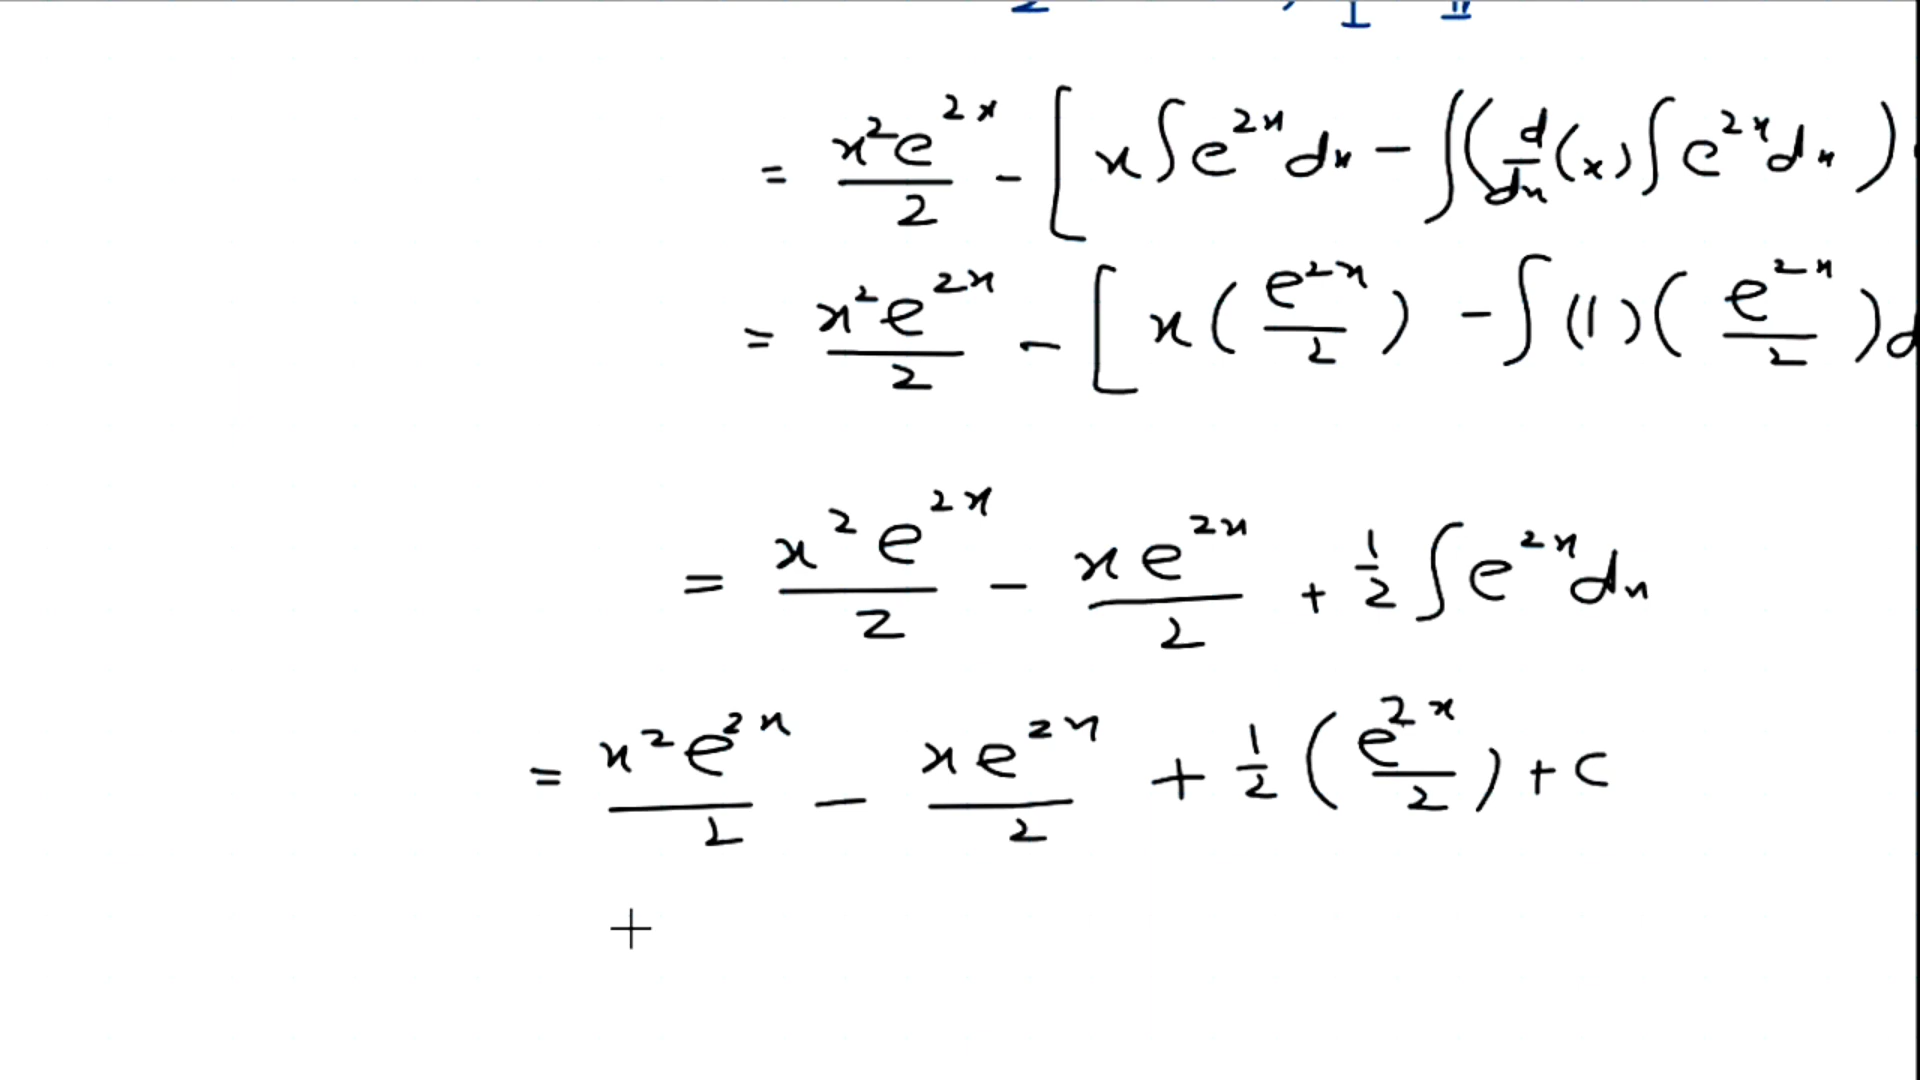 = x²e^{2x}/2 - [x∫e^{2x}dx - ∫(d/dx(x)∫e^{2x}dx)
= x²e^{2x}/2 - [x(e^{2x}/2) - ∫(1)(e^{2x}/2)d
= x²e^{2x}/2 - xe^{2x}/2 + 1/2∫e^{2x}dx
= x²e^{2x}/2 - xe^{2x}/2 + 1/2(e^{2x}/2) + c